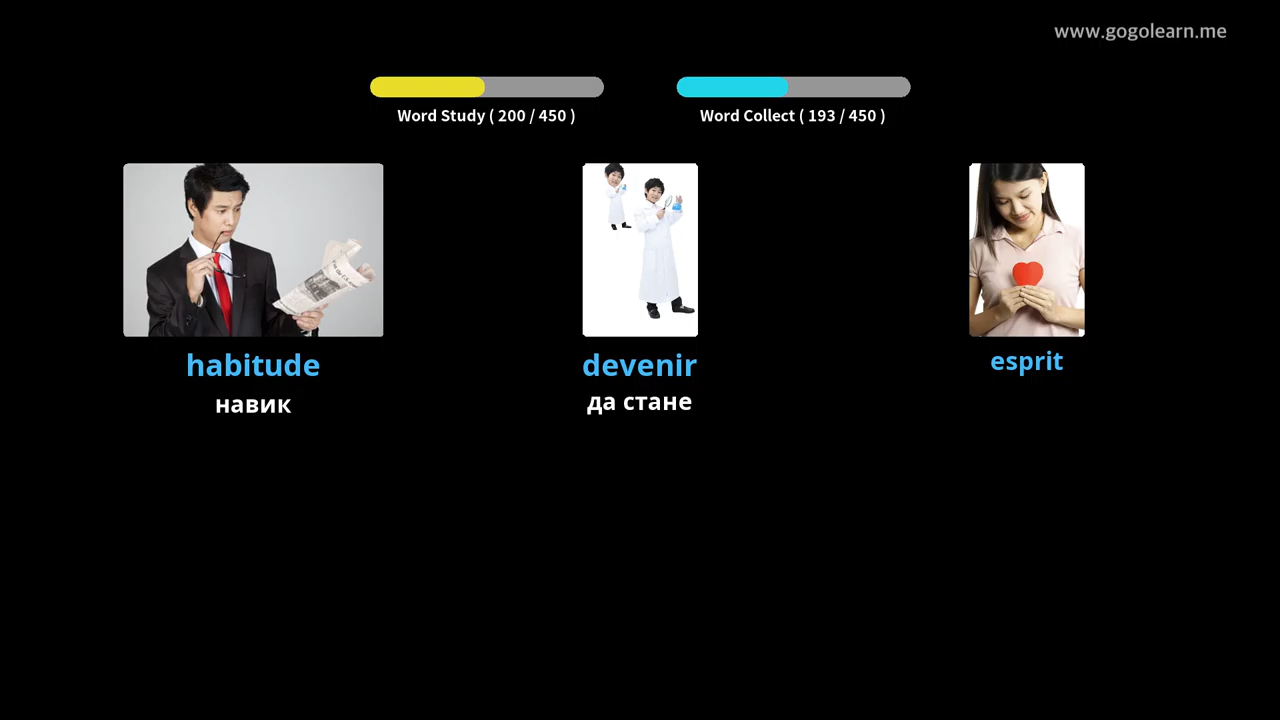 www.gogolearn.me
Word Study ( 200 / 450 )
Word Collect ( 193 / 450 )
habitude
навик
devenir
да стане
esprit